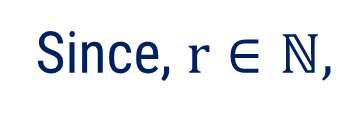 Since, r ∈ ℕ,